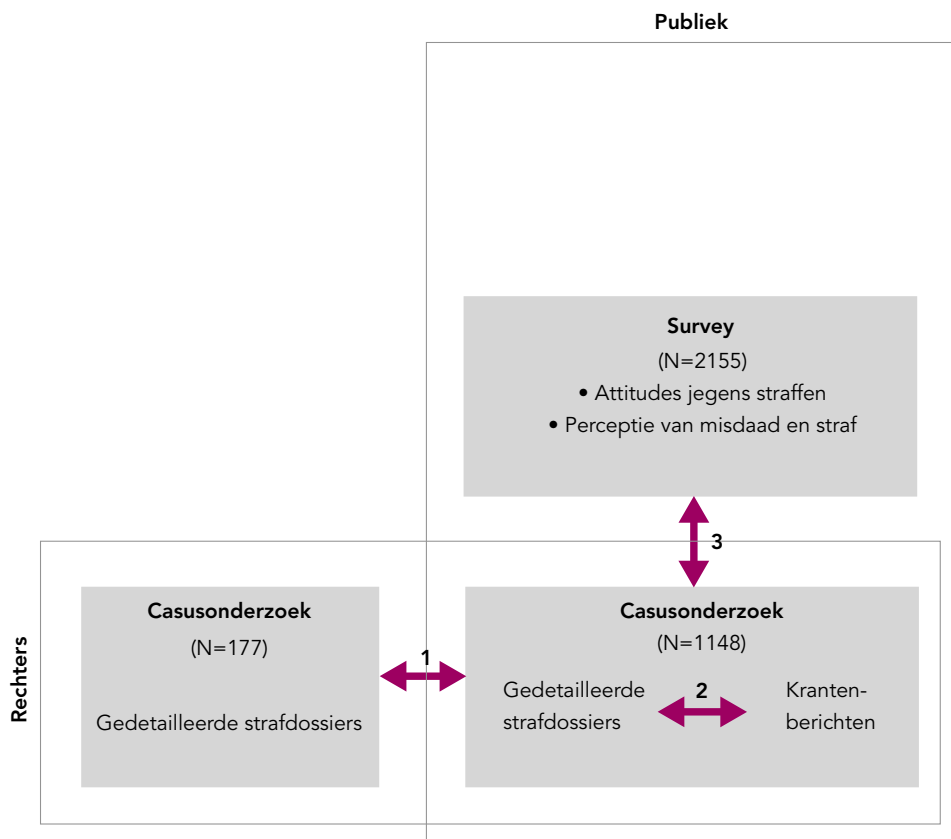 Publiek
Survey
(N=2155)
• Attitudes jegens straffen
• Perceptie van misdaad en straf
3
Rechters
Casusonderzoek
(N=177)
Gedetailleerde strafdossiers
1
Casusonderzoek
(N=1148)
Gedetailleerde
strafdossiers
2
Kranten-
berichten